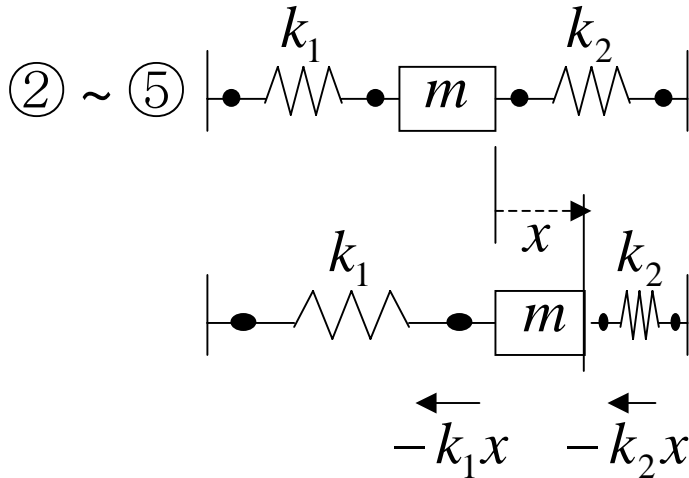 k₁ k₂
② ~ ⑤ m
x
k₁ k₂
m
−k₁x −k₂x